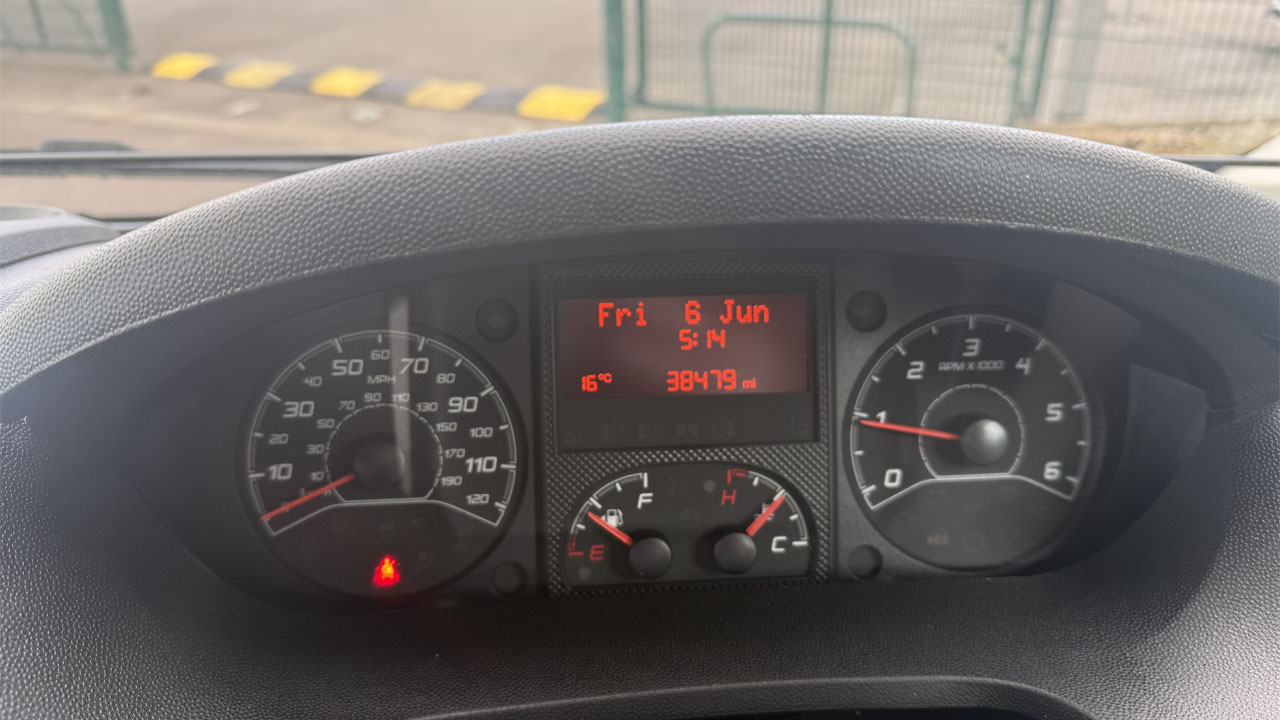 Fri 6 Jun
5:14
16°C 38479 mi
10 20 30 40 50 60 70 80 90 100 110 120
MPH
10 30 50 70 90 110 130 150 170 190
E F
H C
0 1 2 3 4 5 6
RPM X 1000